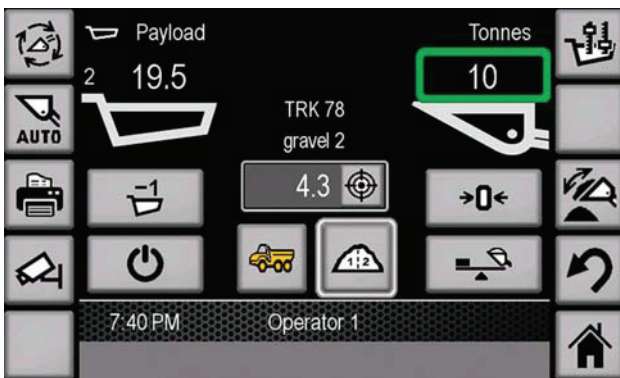 Payload
Tonnes
2
19.5
10
TRK 78
gravel 2
AUTO
-1
4.3
→0←
1 2
7:40 PM
Operator 1